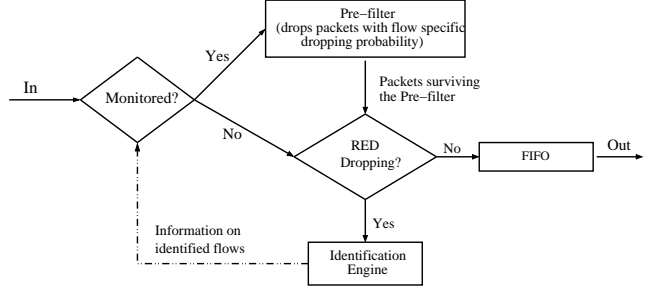 Pre−filter
(drops packets with flow specific
dropping probability)
Yes
In
Monitored?
Packets surviving
the Pre−filter
No
RED
Dropping?
No
FIFO
Out
Yes
Information on
identified flows
Identification
Engine